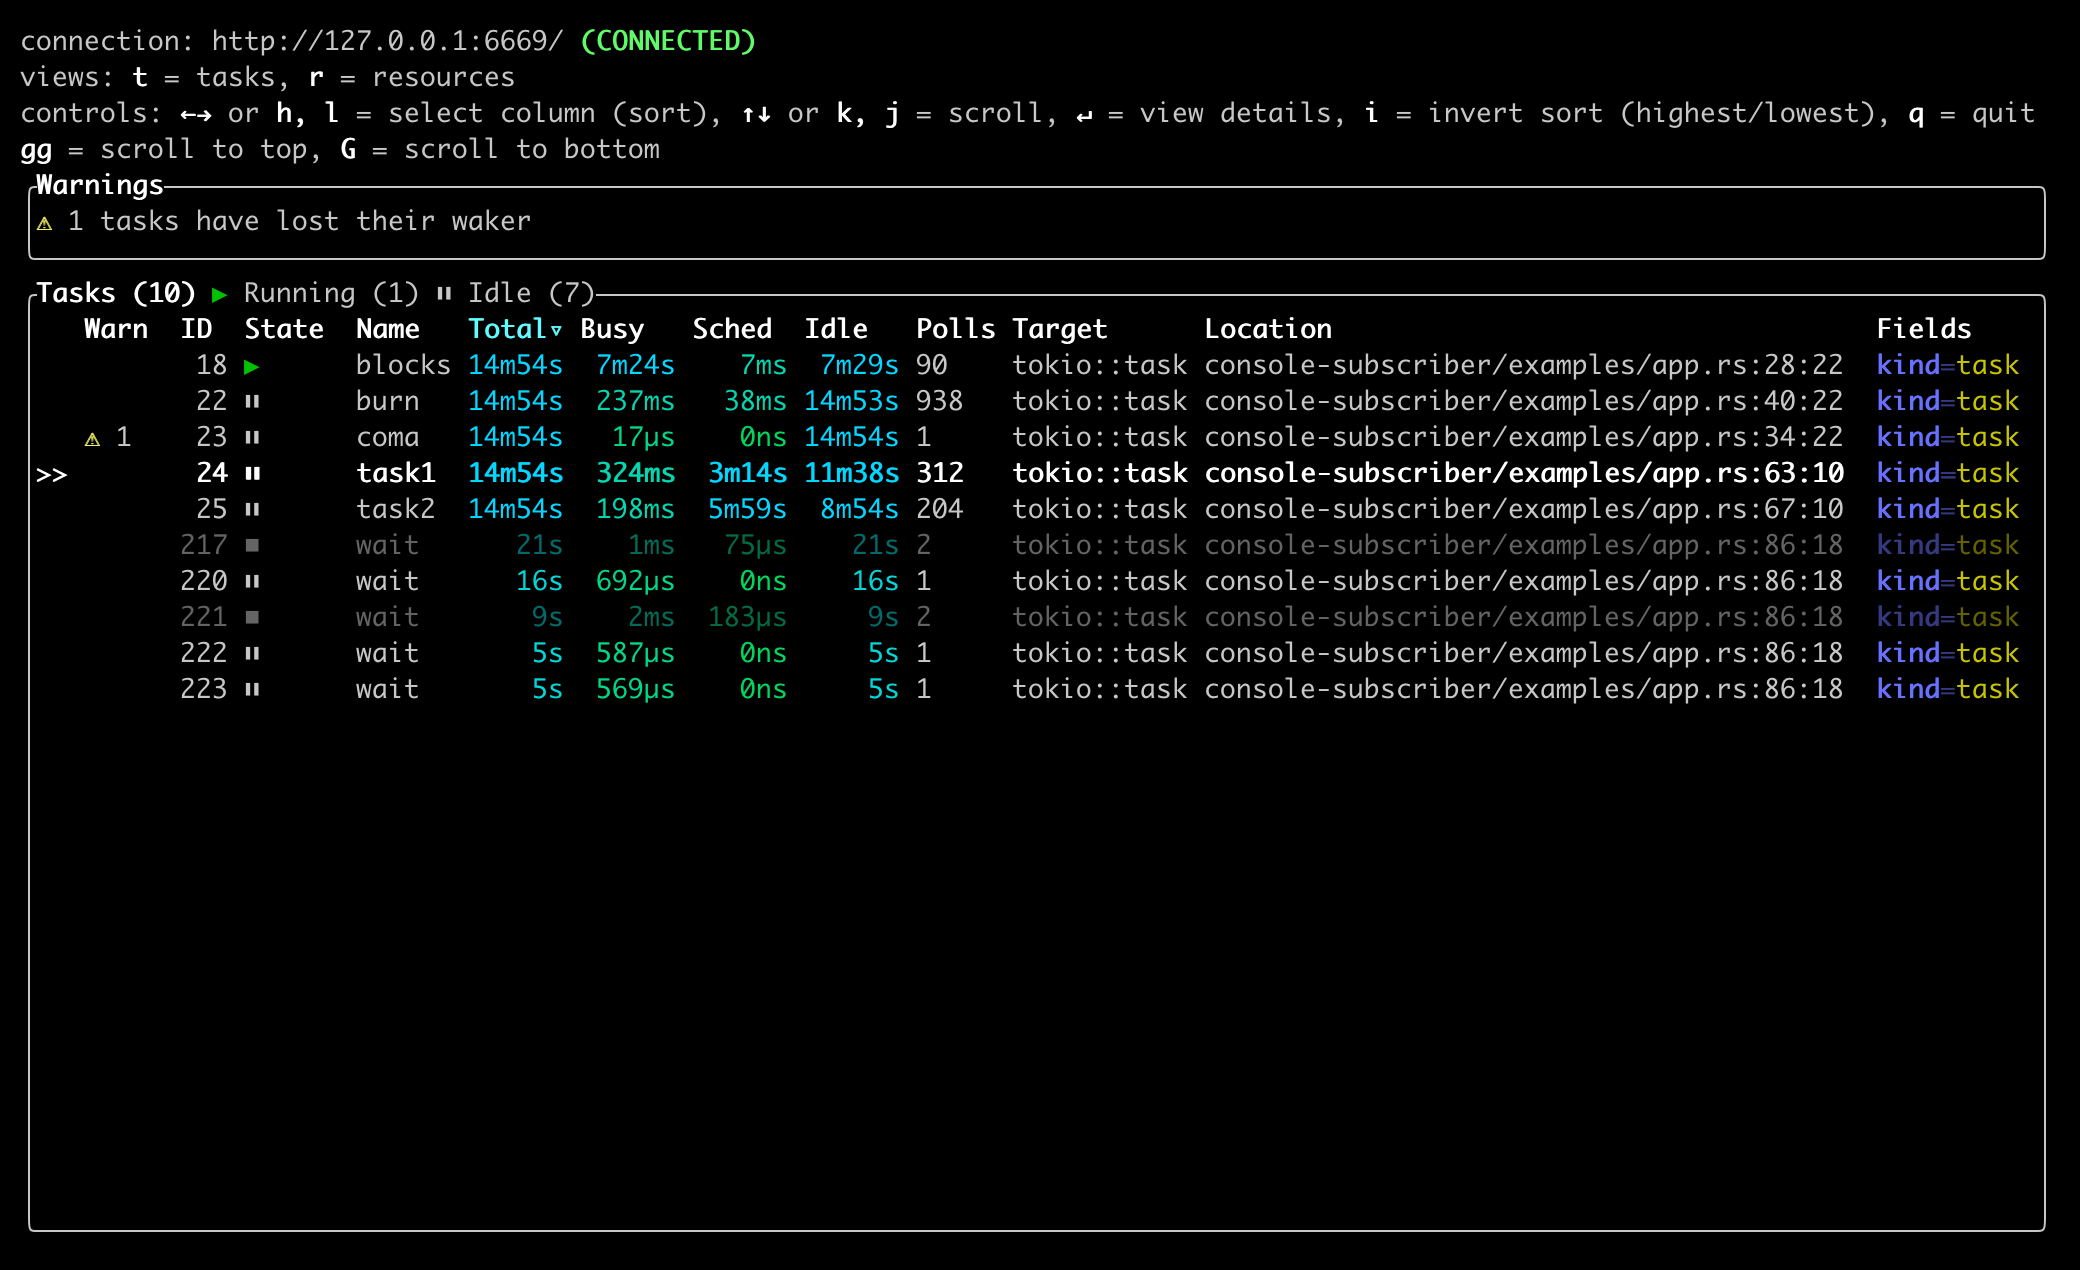 connection: http://127.0.0.1:6669/ (CONNECTED)
views: t = tasks, r = resources
controls: ←→ or h, l = select column (sort), ↑↓ or k, j = scroll, ↵ = view details, i = invert sort (highest/lowest), q = quit
gg = scroll to top, G = scroll to bottom
Warnings
⚠ 1 tasks have lost their waker
Tasks (10) ▶ Running (1) ⏸ Idle (7)
Warn ID State Name Total▿ Busy Sched Idle Polls Target Location Fields
18 ▶ blocks 14m54s 7m24s 7ms 7m29s 90 tokio::task console-subscriber/examples/app.rs:28:22 kind=task
22 ⏸ burn 14m54s 237ms 38ms 14m53s 938 tokio::task console-subscriber/examples/app.rs:40:22 kind=task
⚠ 1 23 ⏸ coma 14m54s 17µs 0ns 14m54s 1 tokio::task console-subscriber/examples/app.rs:34:22 kind=task
>> 24 ⏸ task1 14m54s 324ms 3m14s 11m38s 312 tokio::task console-subscriber/examples/app.rs:63:10 kind=task
25 ⏸ task2 14m54s 198ms 5m59s 8m54s 204 tokio::task console-subscriber/examples/app.rs:67:10 kind=task
217 ⏹ wait 21s 1ms 75µs 21s 2 tokio::task console-subscriber/examples/app.rs:86:18 kind=task
220 ⏸ wait 16s 692µs 0ns 16s 1 tokio::task console-subscriber/examples/app.rs:86:18 kind=task
221 ⏹ wait 9s 2ms 183µs 9s 2 tokio::task console-subscriber/examples/app.rs:86:18 kind=task
222 ⏸ wait 5s 587µs 0ns 5s 1 tokio::task console-subscriber/examples/app.rs:86:18 kind=task
223 ⏸ wait 5s 569µs 0ns 5s 1 tokio::task console-subscriber/examples/app.rs:86:18 kind=task